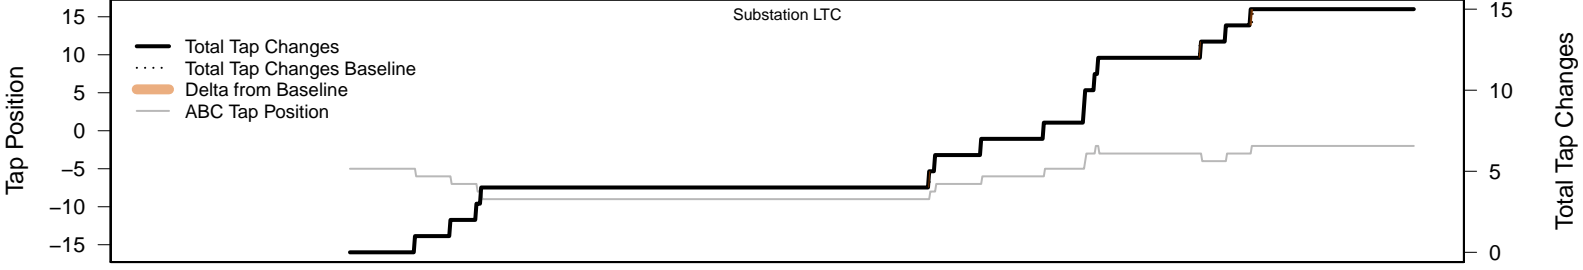 Substation LTC
Total Tap Changes
Total Tap Changes Baseline
Delta from Baseline
ABC Tap Position
Tap Position
15
10
5
0
−5
−10
−15
15
10
5
0
Total Tap Changes